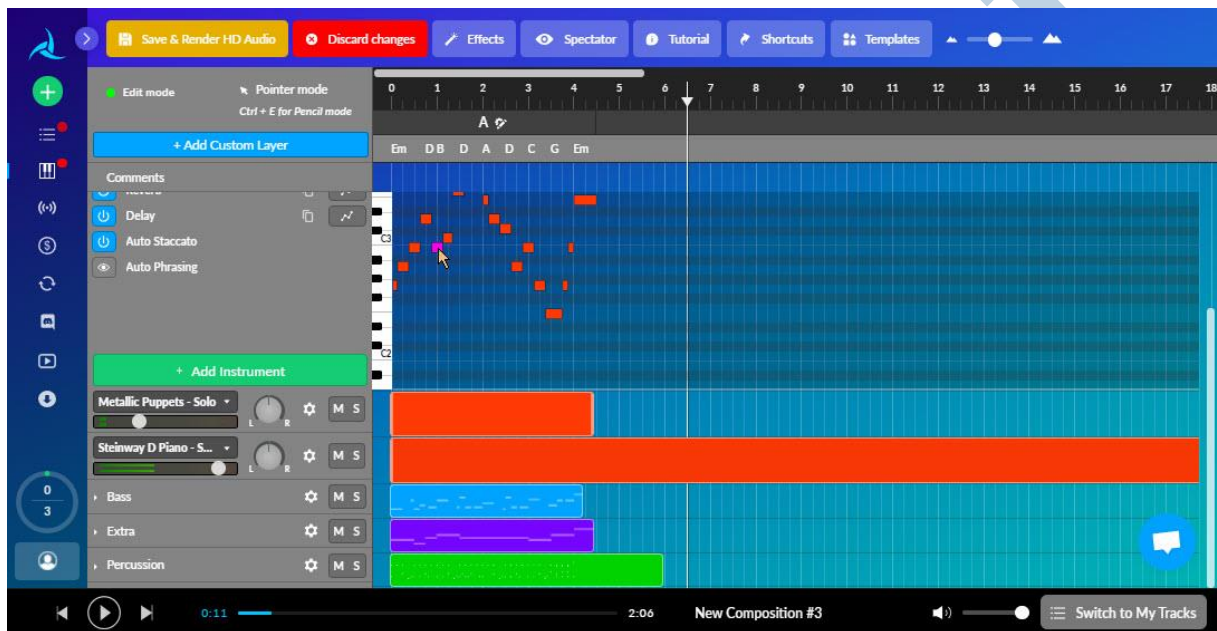 Save & Render HD Audio
Discard changes
Effects
Spectator
Tutorial
Shortcuts
Templates
Edit mode
Pointer mode
Ctrl + E for Pencil mode
0 1 2 3 4 5 6 7 8 9 10 11 12 13 14 15 16 17 18
A
+ Add Custom Layer
Em D B D A D C G Em
Comments
Reverb
Delay
Auto Staccato
Auto Phrasing
C3
C2
+ Add Instrument
Metallic Puppets - Solo
L R
M S
Steinway D Piano - S...
L R
M S
Bass
M S
Extra
M S
Percussion
M S
0
3
0:11
2:06
New Composition #3
Switch to My Tracks